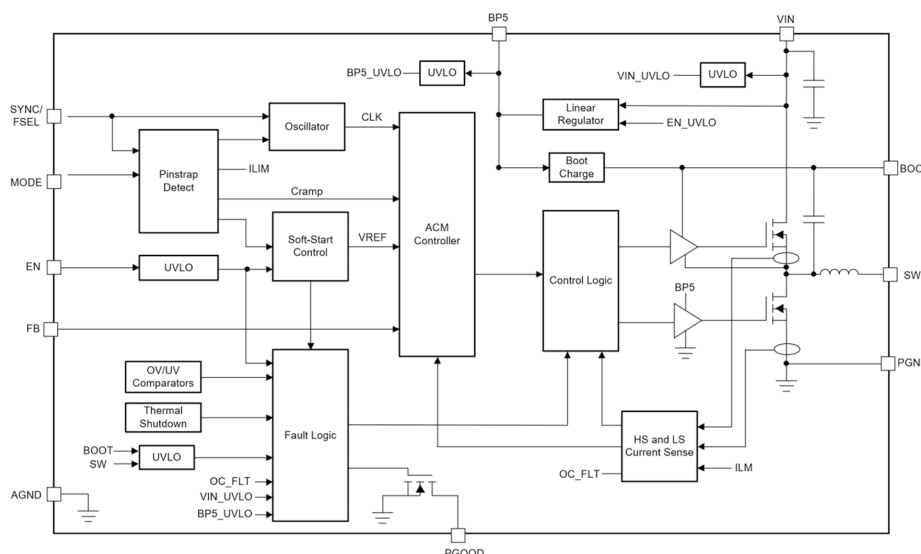 BP5
VIN
BP5_UVLO
UVLO
VIN_UVLO
UVLO
SYNC/
FSEL
Oscillator
CLK
Linear
Regulator
EN_UVLO
Pinstrap
Detect
ILIM
MODE
Cramp
Boot
Charge
BOO
ACM
Controller
Soft-Start
Control
VREF
EN
UVLO
Control Logic
SW
BP5
FB
OV/UV
Comparators
PGN
Thermal
Shutdown
Fault Logic
HS and LS
Current Sense
BOOT
SW
UVLO
ILM
OC_FLT
OC_FLT
VIN_UVLO
BP5_UVLO
AGND
PGOOD